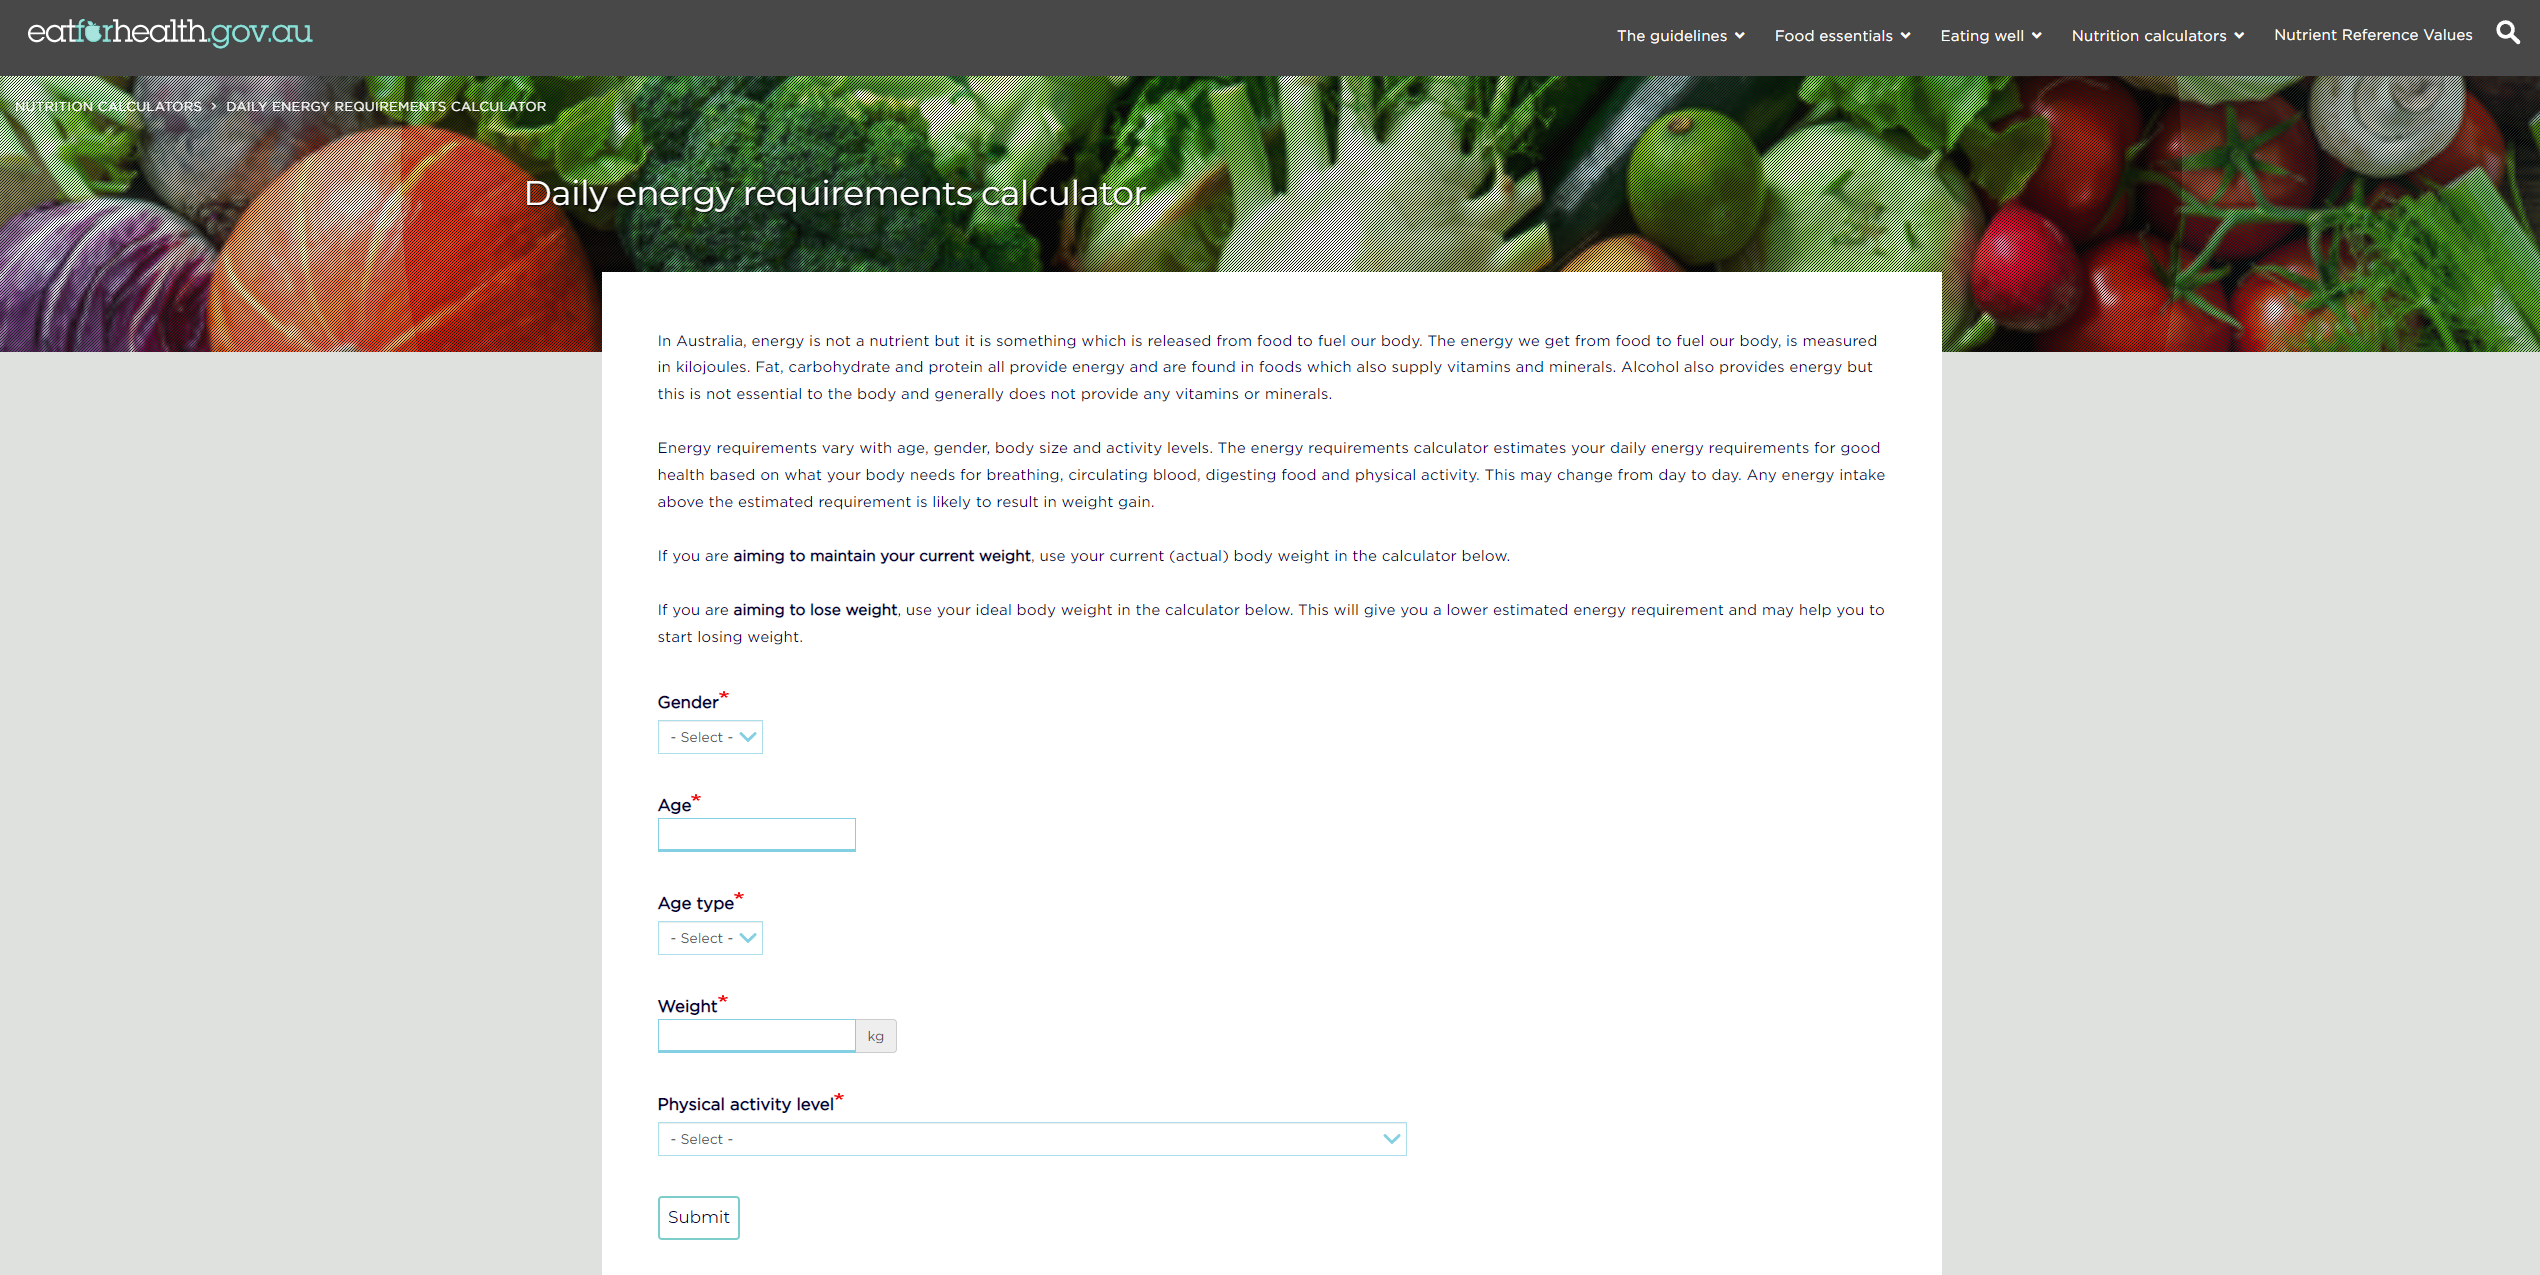 eatforhealth.gov.au
The guidelines
Food essentials
Eating well
Nutrition calculators
Nutrient Reference Values
NUTRITION CALCULATORS > DAILY ENERGY REQUIREMENTS CALCULATOR
Daily energy requirements calculator
In Australia, energy is not a nutrient but it is something which is released from food to fuel our body. The energy we get from food to fuel our body, is measured
in kilojoules. Fat, carbohydrate and protein all provide energy and are found in foods which also supply vitamins and minerals. Alcohol also provides energy but
this is not essential to the body and generally does not provide any vitamins or minerals.
Energy requirements vary with age, gender, body size and activity levels. The energy requirements calculator estimates your daily energy requirements for good
health based on what your body needs for breathing, circulating blood, digesting food and physical activity. This may change from day to day. Any energy intake
above the estimated requirement is likely to result in weight gain.
If you are aiming to maintain your current weight, use your current (actual) body weight in the calculator below.
If you are aiming to lose weight, use your ideal body weight in the calculator below. This will give you a lower estimated energy requirement and may help you to
start losing weight.
Gender*
- Select -
Age*
Age type*
- Select -
Weight*
kg
Physical activity level*
- Select -
Submit